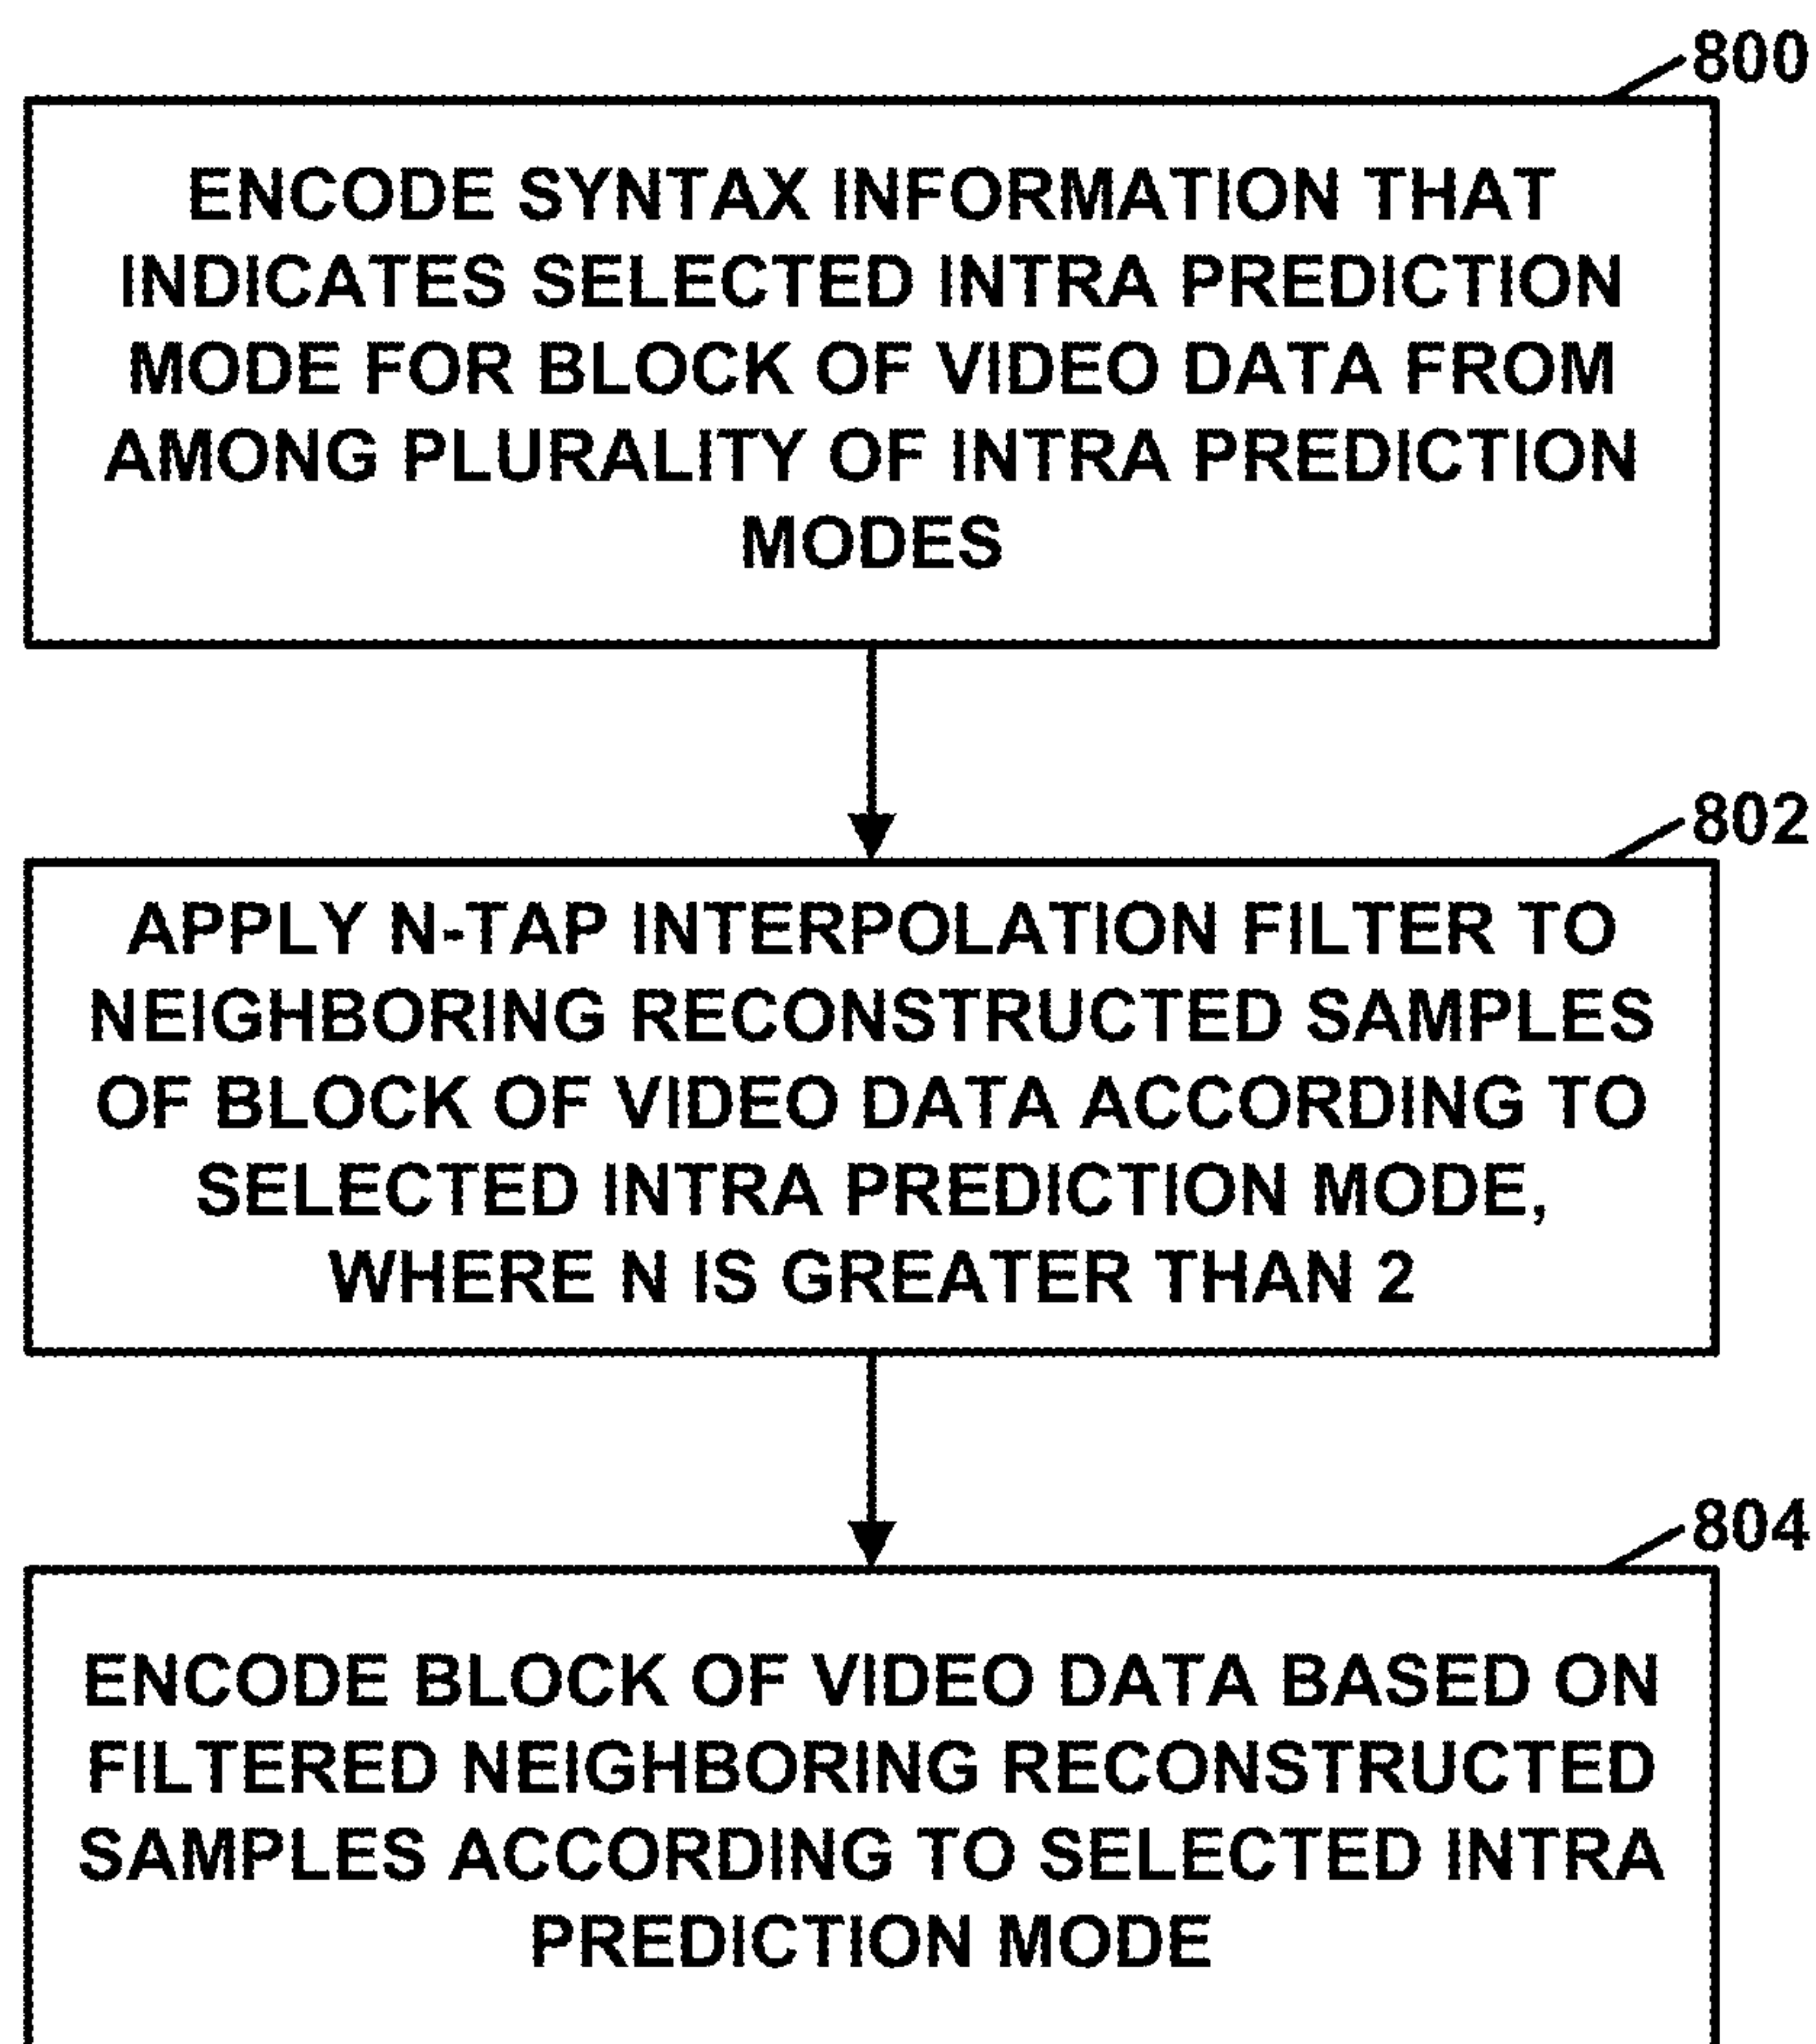 800
ENCODE SYNTAX INFORMATION THAT
INDICATES SELECTED INTRA PREDICTION
MODE FOR BLOCK OF VIDEO DATA FROM
AMONG PLURALITY OF INTRA PREDICTION
MODES
802
APPLY N-TAP INTERPOLATION FILTER TO
NEIGHBORING RECONSTRUCTED SAMPLES
OF BLOCK OF VIDEO DATA ACCORDING TO
SELECTED INTRA PREDICTION MODE,
WHERE N IS GREATER THAN 2
804
ENCODE BLOCK OF VIDEO DATA BASED ON
FILTERED NEIGHBORING RECONSTRUCTED
SAMPLES ACCORDING TO SELECTED INTRA
PREDICTION MODE